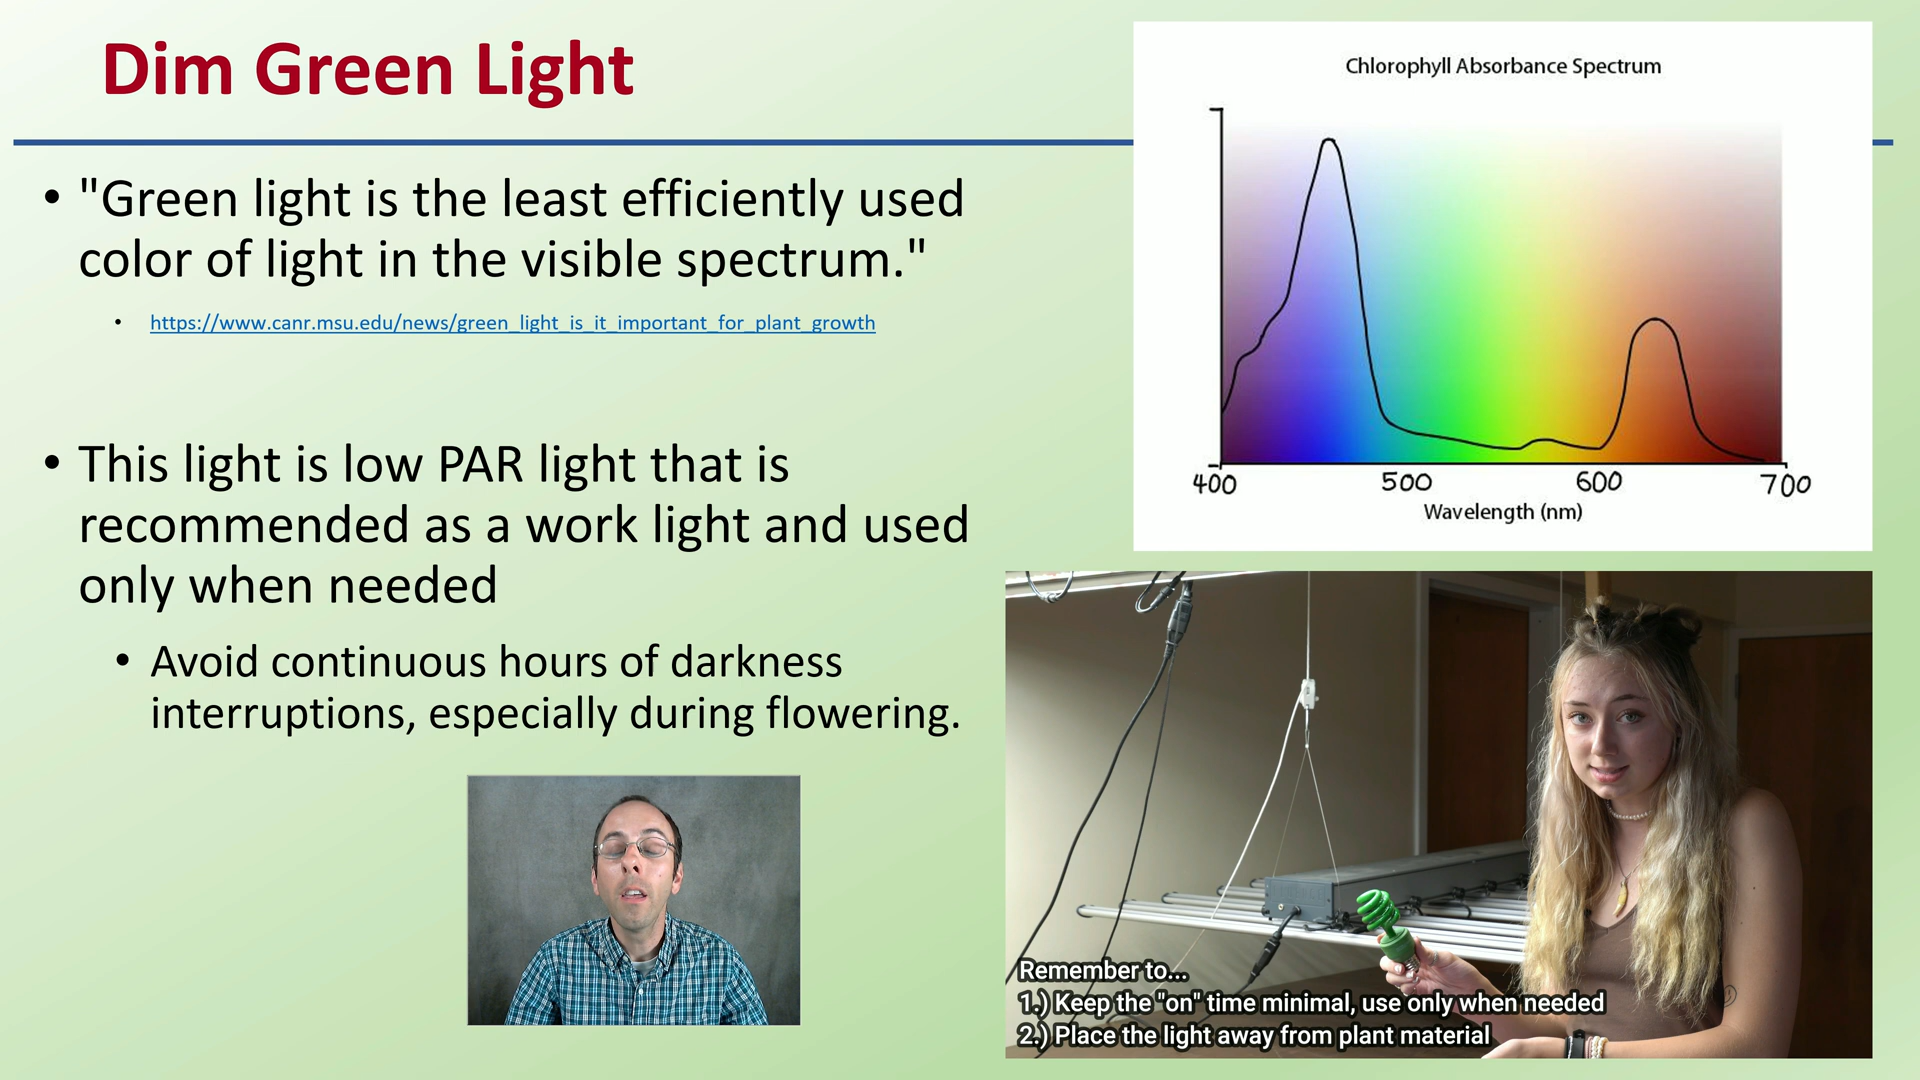 Dim Green Light
• "Green light is the least efficiently used
color of light in the visible spectrum."
• https://www.canr.msu.edu/news/green_light_is_it_important_for_plant_growth
• This light is low PAR light that is
recommended as a work light and used
only when needed
• Avoid continuous hours of darkness
interruptions, especially during flowering.
Chlorophyll Absorbance Spectrum
400 500 600 700
Wavelength (nm)
Remember to...
1.) Keep the "on" time minimal, use only when needed
2.) Place the light away from plant material